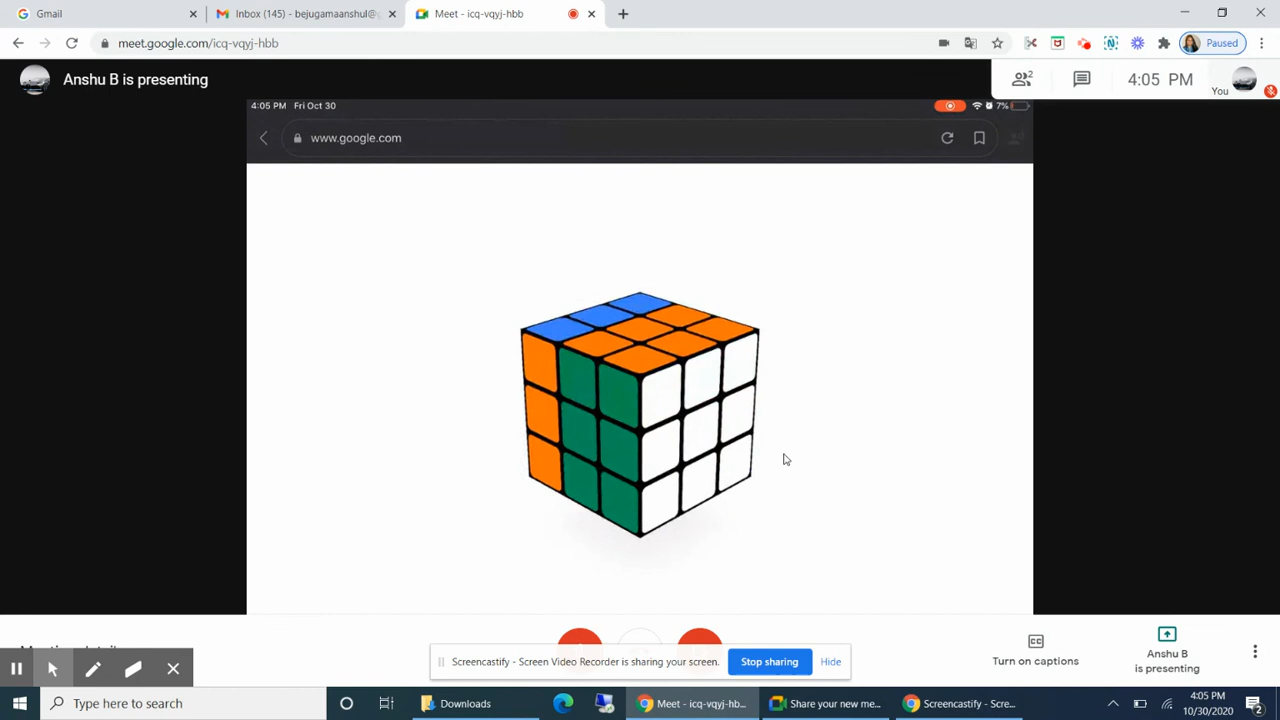 Gmail
Inbox (145) - bejugamaanshul@g
Meet - icq-vqyj-hbb
meet.google.com/icq-vqyj-hbb
Paused
Anshu B is presenting
2
4:05 PM
You
4:05 PM Fri Oct 30
7%
www.google.com
Screencastify - Screen Video Recorder is sharing your screen.
Stop sharing
Hide
CC
Turn on captions
Anshu B
is presenting
Type here to search
Downloads
Meet - icq-vqyj-hb...
Share your new me...
Screencastify - Scre...
4:05 PM
10/30/2020
2